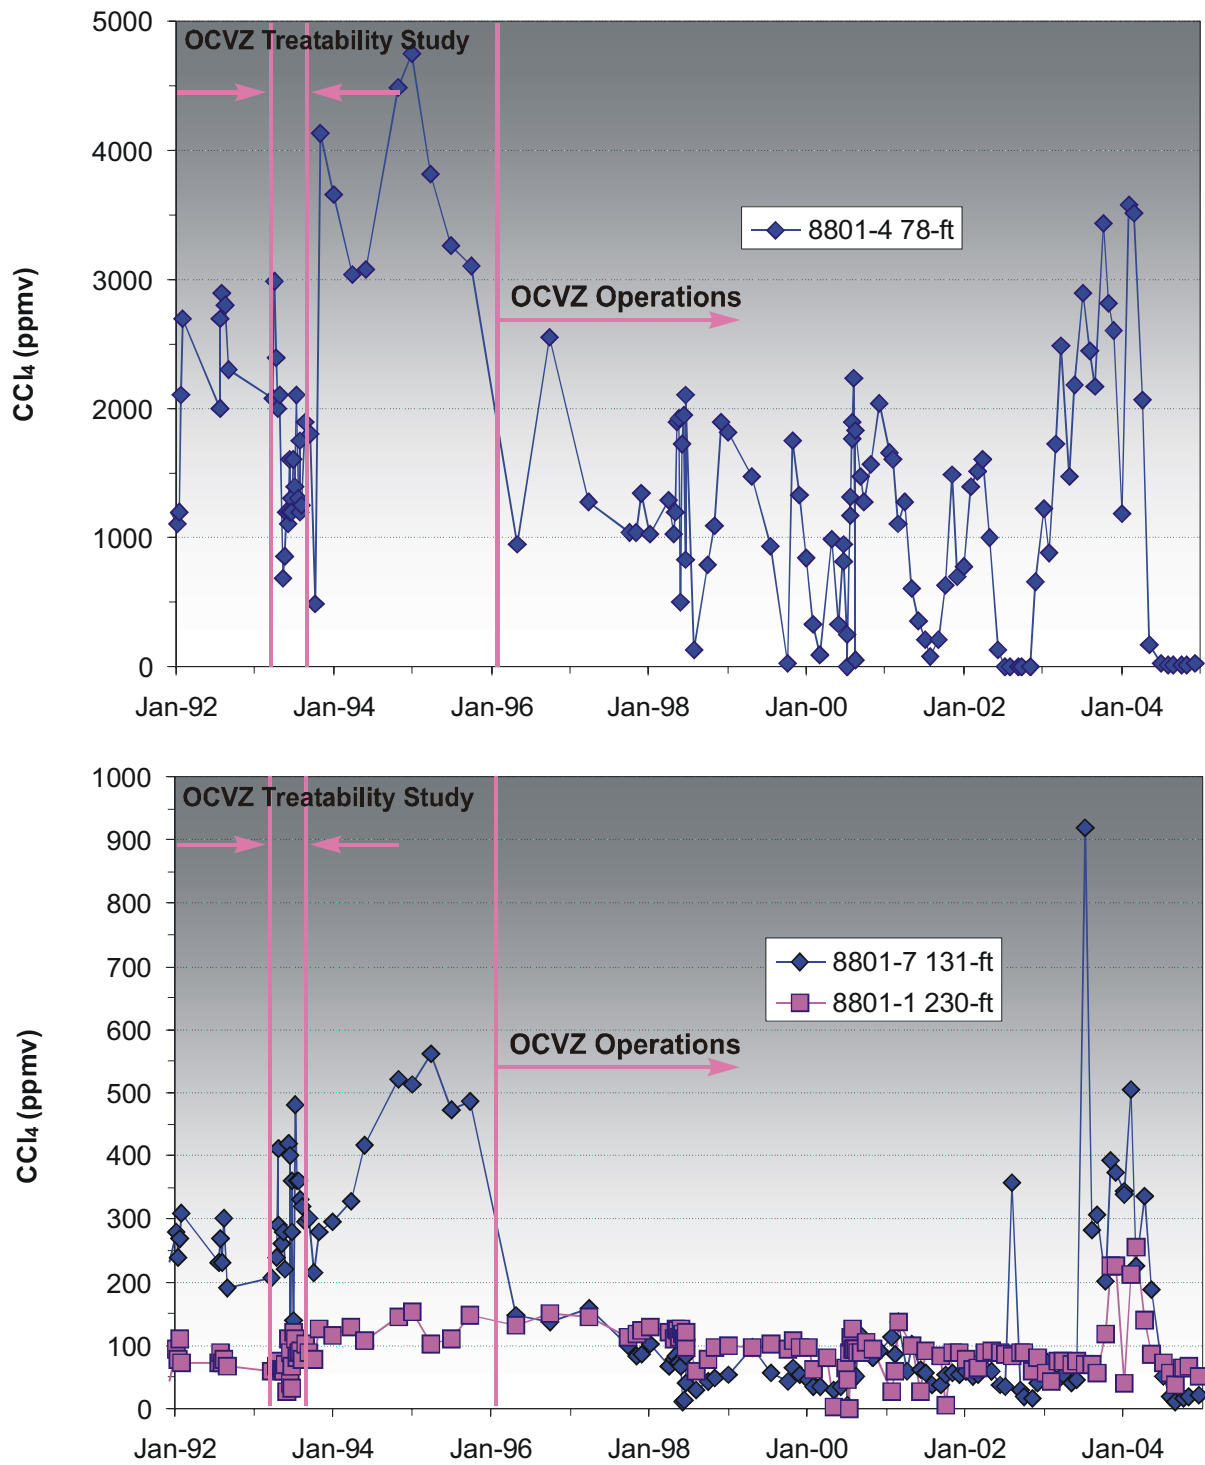 5000
OCVZ Treatability Study
4000
8801-4 78-ft
3000
OCVZ Operations
CCl4 (ppmv)
2000
1000
0
Jan-92 Jan-94 Jan-96 Jan-98 Jan-00 Jan-02 Jan-04
1000
OCVZ Treatability Study
900
800
8801-7 131-ft
700
8801-1 230-ft
600
OCVZ Operations
CCl4 (ppmv)
500
400
300
200
100
0
Jan-92 Jan-94 Jan-96 Jan-98 Jan-00 Jan-02 Jan-04